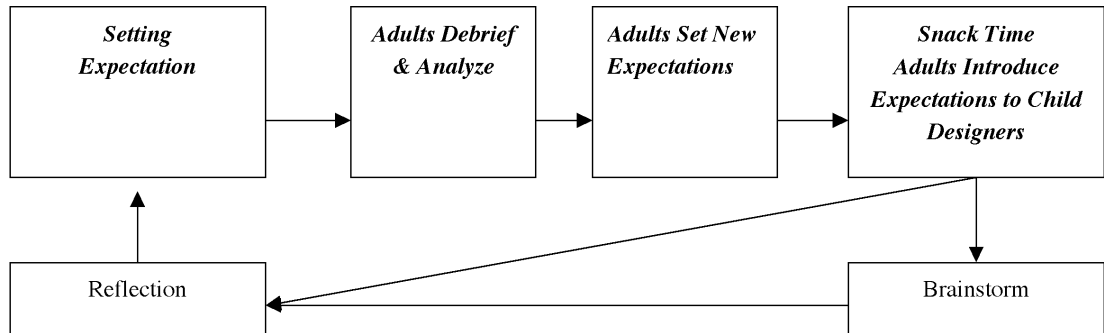 Setting
Expectation
Adults Debrief
& Analyze
Adults Set New
Expectations
Snack Time
Adults Introduce
Expectations to Child
Designers
Reflection
Brainstorm